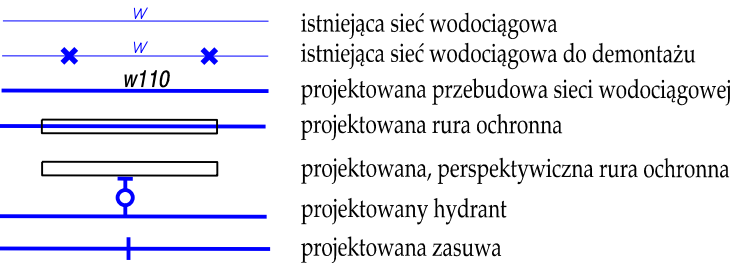 W
istniejąca sieć wodociągowa
W
istniejąca sieć wodociągowa do demontażu
w110
projektowana przebudowa sieci wodociągowej
projektowana rura ochronna
projektowana, perspektywiczna rura ochronna
projektowany hydrant
projektowana zasuwa